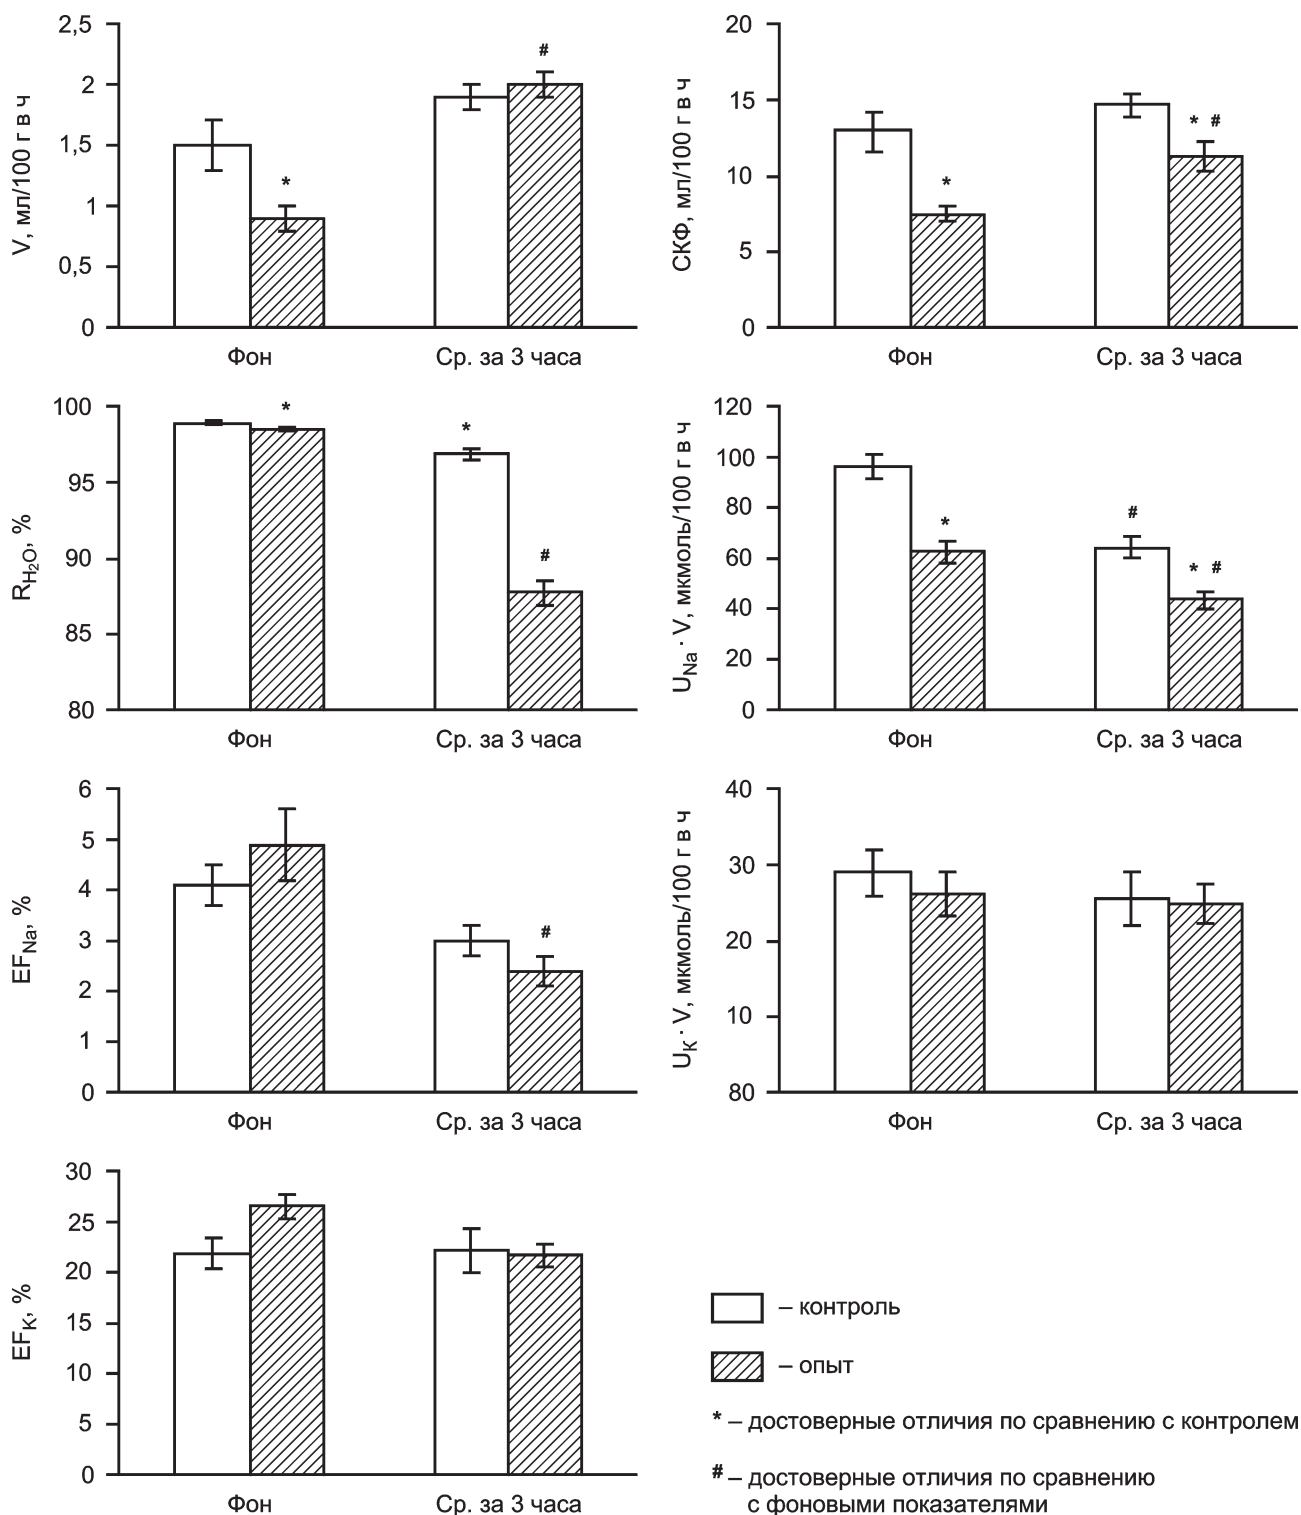 2,5
2
1,5
1
0,5
0
V, мл/100 г в ч
*
#
Фон
Ср. за 3 часа
20
15
10
5
0
СКФ, мл/100 г в ч
*
* #
Фон
Ср. за 3 часа
100
95
90
85
80
R_H₂O, %
*
*
#
Фон
Ср. за 3 часа
120
100
80
60
40
20
0
U_Na · V, мкмоль/100 г в ч
*
#
* #
Фон
Ср. за 3 часа
6
5
4
3
2
1
0
EF_Na, %
#
Фон
Ср. за 3 часа
40
30
20
10
80
U_K · V, мкмоль/100 г в ч
Фон
Ср. за 3 часа
30
25
20
15
10
5
0
EF_K, %
Фон
Ср. за 3 часа
– контроль
– опыт
* – достоверные отличия по сравнению с контролем
# – достоверные отличия по сравнению
с фоновыми показателями